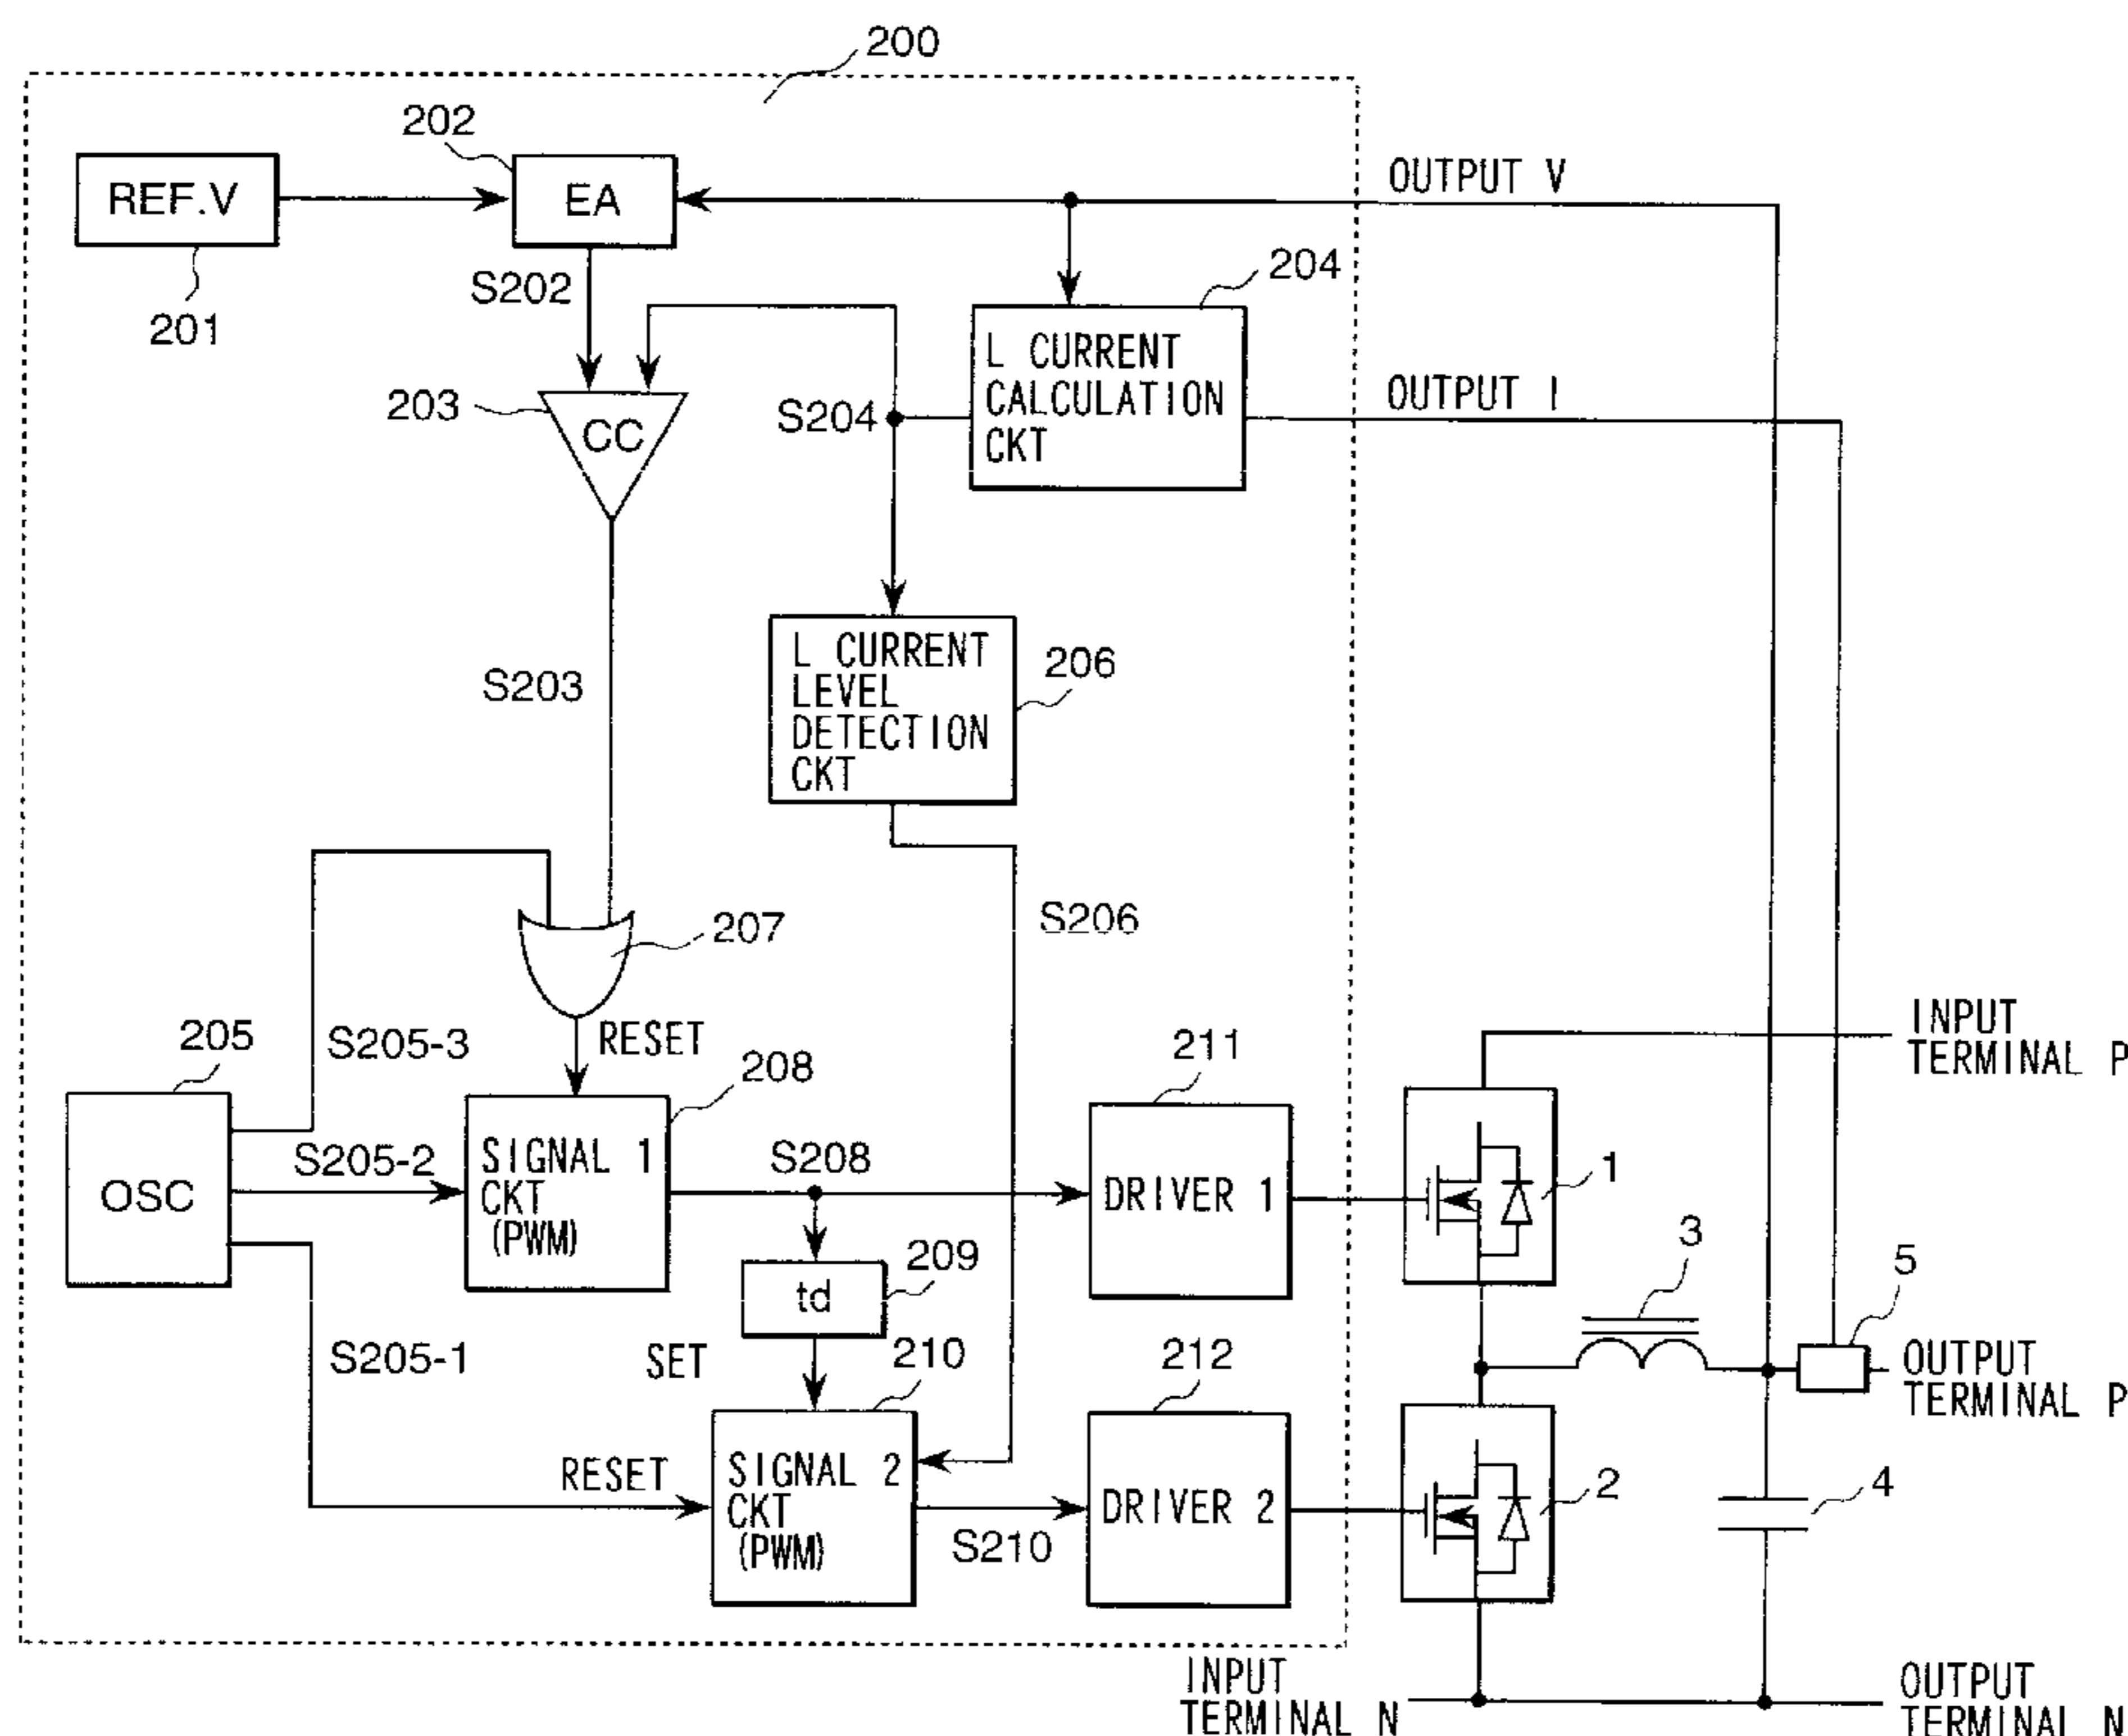 200
202
REF.V
EA
OUTPUT V
201
S202
204
L CURRENT
CALCULATION
CKT
OUTPUT I
203
CC
S204
L CURRENT
LEVEL
DETECTION
CKT
206
S203
S206
207
INPUT
TERMINAL P
205
S205-3
RESET
208
211
OSC
S205-2
SIGNAL 1
CKT
(PWM)
S208
DRIVER 1
1
209
td
3
5
S205-1
SET
210
212
OUTPUT
TERMINAL P
RESET
SIGNAL 2
CKT
(PWM)
S210
DRIVER 2
2
4
INPUT
TERMINAL N
OUTPUT
TERMINAL N